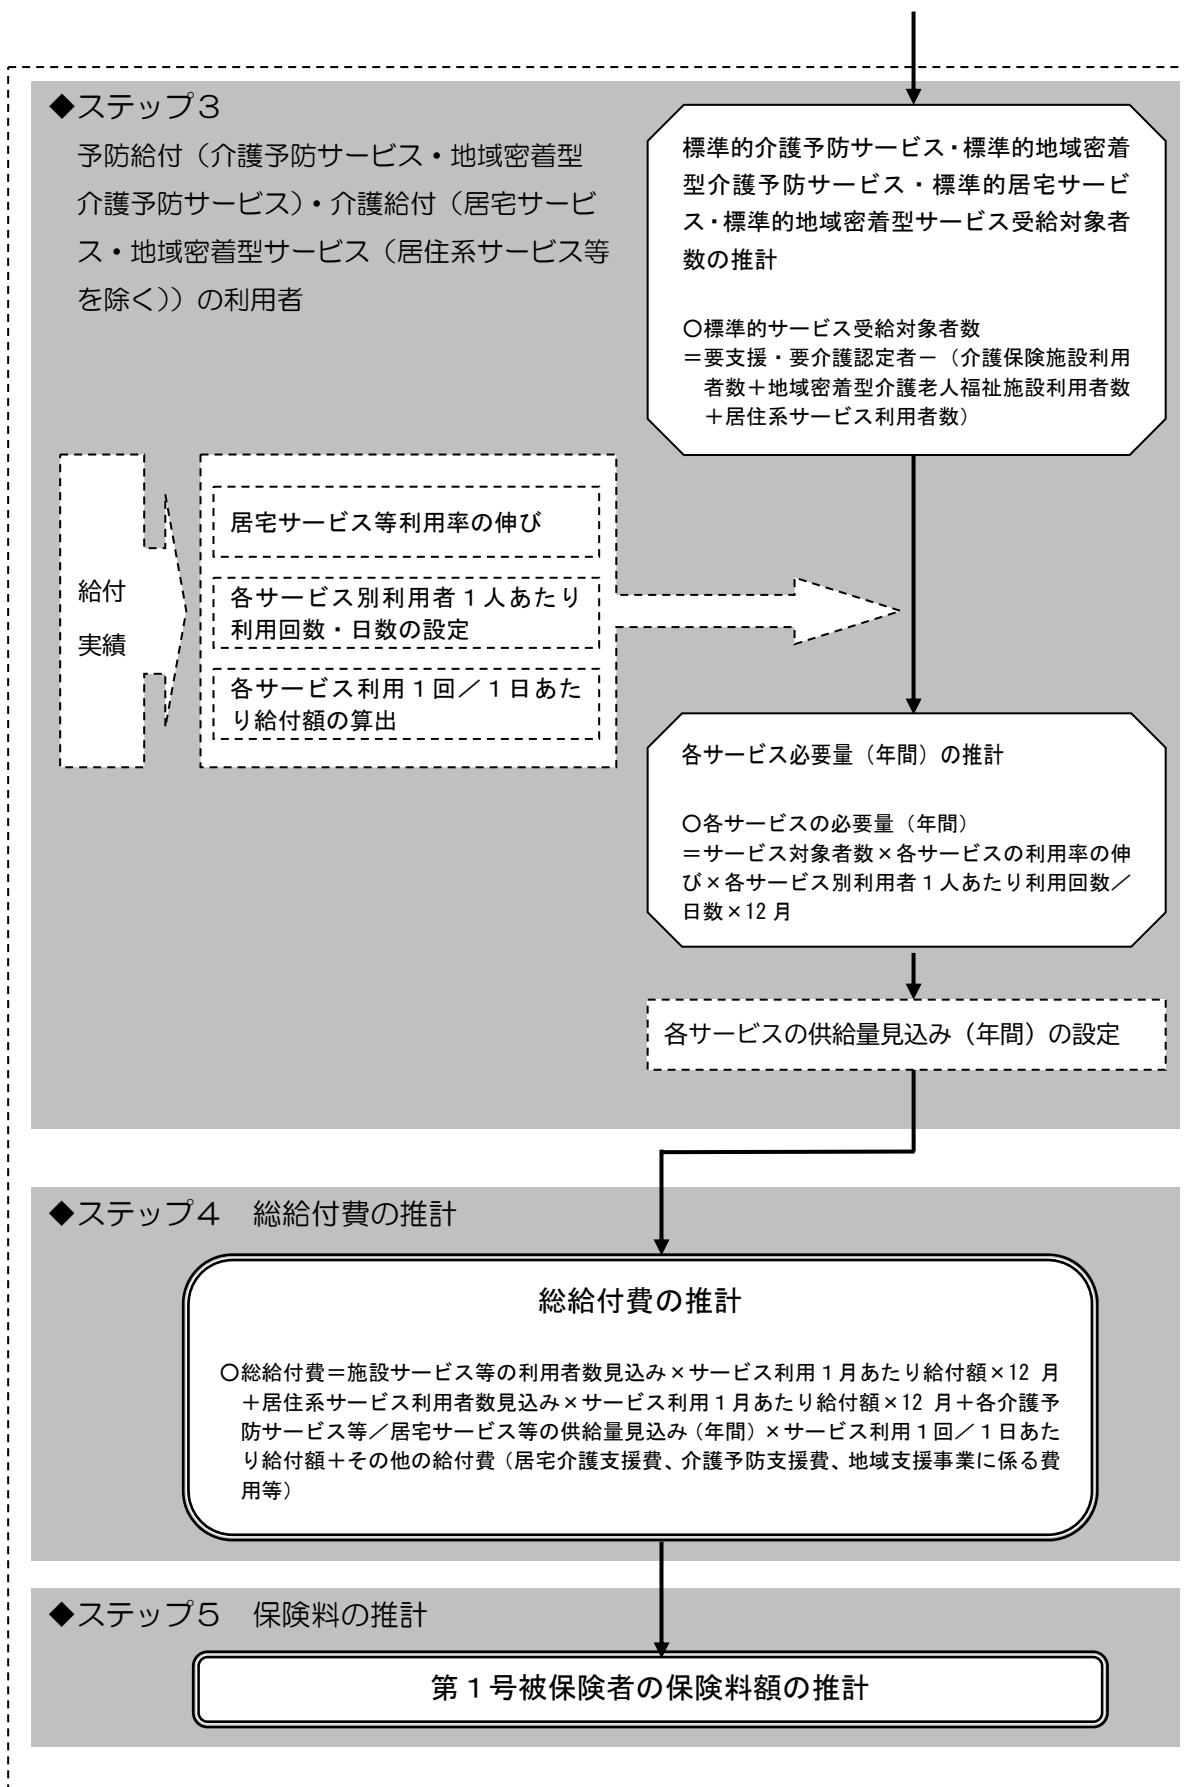 ◆ステップ３
予防給付（介護予防サービス・地域密着型
介護予防サービス）・介護給付（居宅サービ
ス・地域密着型サービス（居住系サービス等
を除く））の利用者
標準的介護予防サービス・標準的地域密着
型介護予防サービス・標準的居宅サービ
ス・標準的地域密着型サービス受給対象者
数の推計
○標準的サービス受給対象者数
＝要支援・要介護認定者－（介護保険施設利用
者数＋地域密着型介護老人福祉施設利用者数
＋居住系サービス利用者数）
給付
実績
居宅サービス等利用率の伸び
各サービス別利用者１人あたり
利用回数・日数の設定
各サービス利用１回／１日あた
り給付額の算出
各サービス必要量（年間）の推計
○各サービスの必要量（年間）
＝サービス対象者数×各サービスの利用率の伸
び×各サービス別利用者１人あたり利用回数／
日数×12月
各サービスの供給量見込み（年間）の設定
◆ステップ４　総給付費の推計
総給付費の推計
○総給付費＝施設サービス等の利用者数見込み×サービス利用１月あたり給付額×12 月
＋居住系サービス利用者数見込み×サービス利用１月あたり給付額×12 月＋各介護予
防サービス等／居宅サービス等の供給量見込み（年間）×サービス利用１回／１日あた
り給付額＋その他の給付費（居宅介護支援費、介護予防支援費、地域支援事業に係る費
用等）
◆ステップ５　保険料の推計
第１号被保険者の保険料額の推計